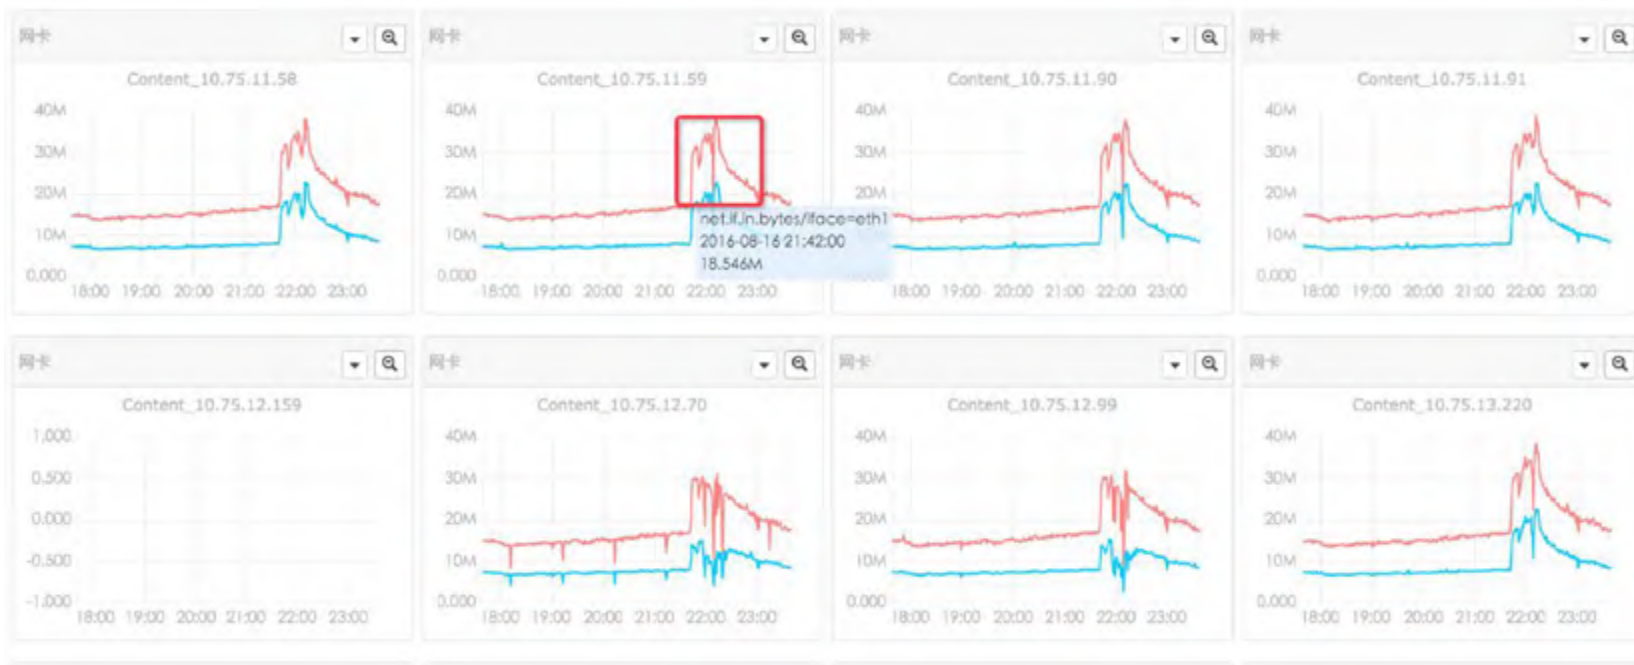 网卡
网卡
网卡
网卡
Content_10.75.11.58
Content_10.75.11.59
Content_10.75.11.90
Content_10.75.11.91
40M
30M
20M
10M
0.000
18:00 19:00 20:00 21:00 22:00 23:00
40M
30M
20M
10M
0.000
18:00 19:00 20:00 21:00 22:00 23:00
net.if.in.bytes/iface=eth1
2016-08-16 21:42:00
18.546M
40M
30M
20M
10M
18:00 19:00 20:00 21:00 22:00 23:00
40M
30M
20M
10M
0.000
18:00 19:00 20:00 21:00 22:00 23:00
网卡
网卡
网卡
网卡
Content_10.75.12.159
Content_10.75.12.70
Content_10.75.12.99
Content_10.75.13.220
1.000
0.500
0.000
-0.500
-1.000
18:00 19:00 20:00 21:00 22:00 23:00
40M
30M
20M
10M
0.000
18:00 19:00 20:00 21:00 22:00 23:00
40M
30M
20M
10M
0.000
18:00 19:00 20:00 21:00 22:00 23:00
40M
30M
20M
10M
0.000
18:00 19:00 20:00 21:00 22:00 23:00